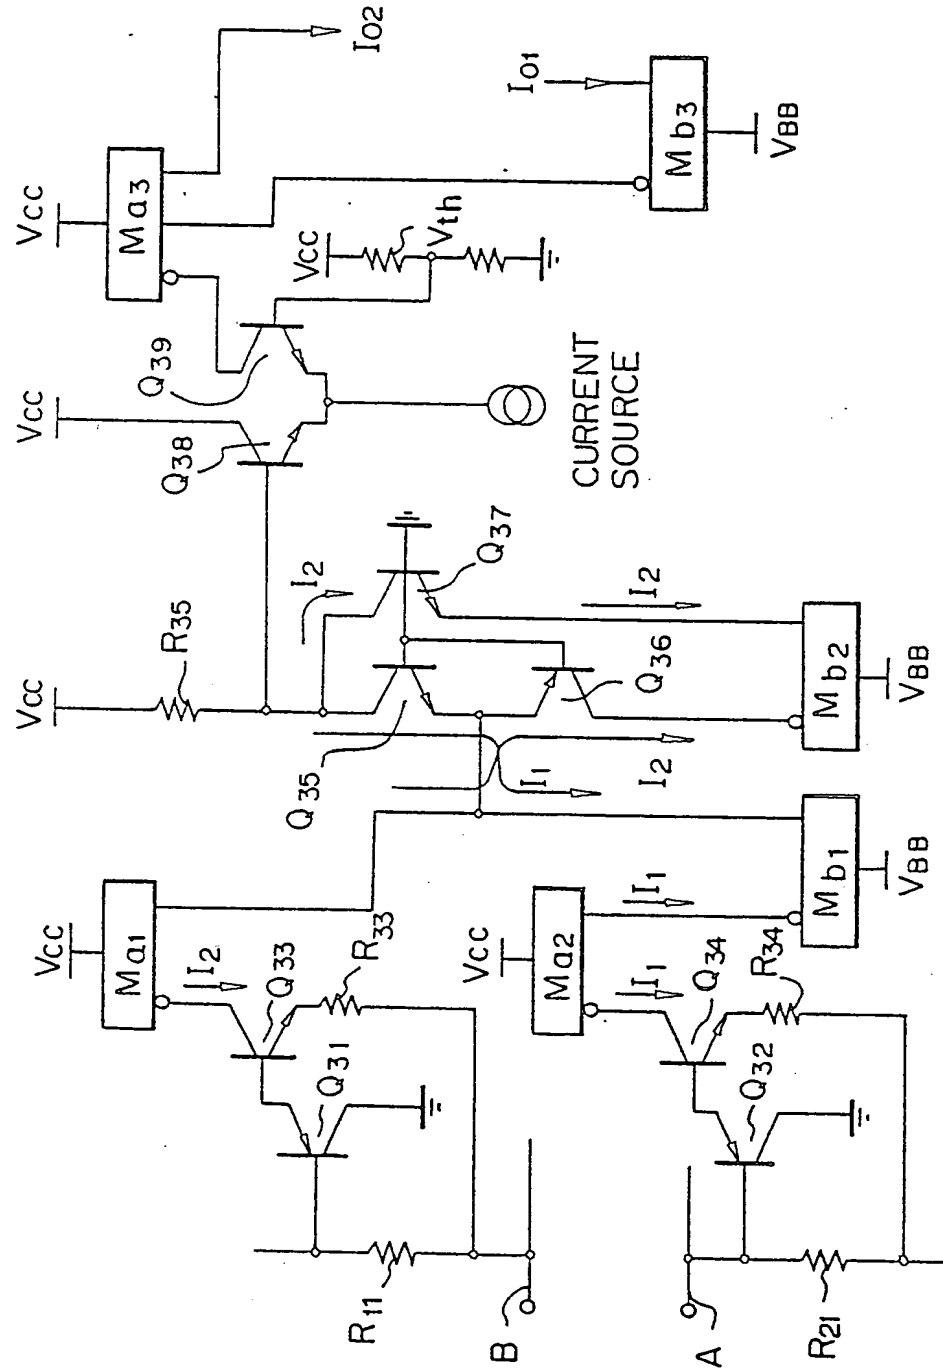 VCC
Ma3
IO2
IO1
Mb3
VBB
VCC
Vth
Q39
VCC
Q38
CURRENT
SOURCE
VCC
R35
I2
Q37
I2
Q36
Q35
I1
I2
Mb2
VBB
VCC
Ma1
I2
Q33
R33
Q31
R11
B
VCC
Ma2
I1
I1
Mb1
VBB
Q34
R34
Q32
R21
A